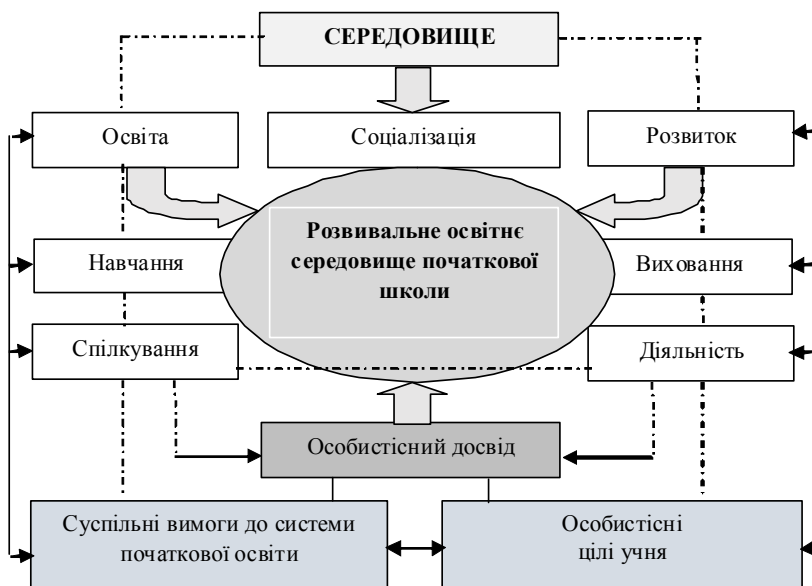 СЕРЕДОВИЩЕ
Освіта
Соціалізація
Розвиток
Розвивальне освітнє
середовище початкової
школи
Навчання
Виховання
Спілкування
Діяльність
Особистісний досвід
Суспільні вимоги до системи
початкової освіти
Особистісні
цілі учня